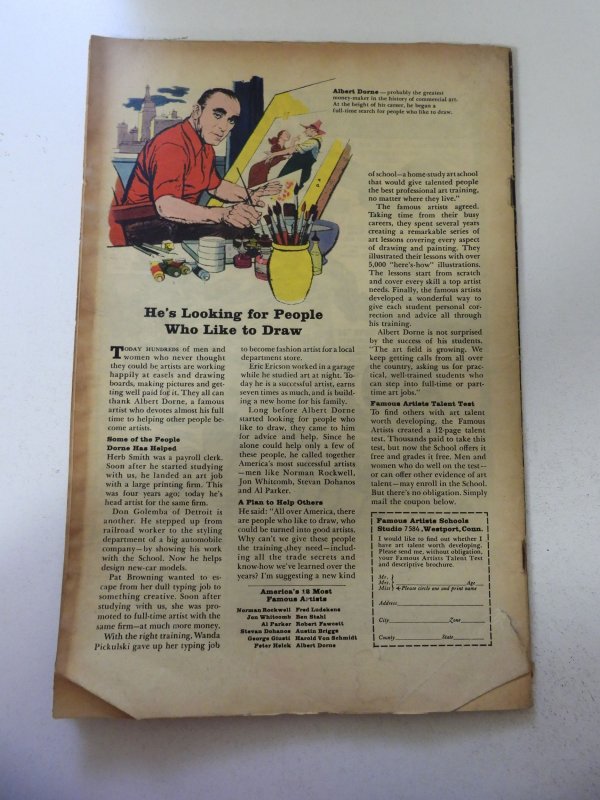 Albert Dorne — probably the greatest
money-maker in the history of commercial art.
At the height of his career, he began a
full-time search for people who like to draw.
He's Looking for People
Who Like to Draw
TODAY HUNDREDS of men and
women who never thought
they could be artists are working
happily at easels and drawing
boards, making pictures and get-
ting well paid for it. They all can
thank Albert Dorne, a famous
artist who devotes almost his full
time to helping other people be-
come artists.
Some of the People
Dorne Has Helped
Herb Smith was a payroll clerk.
Soon after he started studying
with us, he landed an art job
with a large printing firm. This
was four years ago; today he's
head artist for the same firm.
Don Golemba of Detroit is
another. He stepped up from
railroad worker to the styling
department of a big automobile
company—by showing his work
with the School. Now he helps
design new-car models.
Pat Browning wanted to es-
cape from her dull typing job to
something creative. Soon after
studying with us, she was pro-
moted to full-time artist with the
same firm—at much more money.
With the right training, Wanda
Pickulski gave up her typing job
to become fashion artist for a local
department store.
Eric Ericson worked in a garage
while he studied art at night. To-
day he is a successful artist, earns
seven times as much, and is build-
ing a new home for his family.
Long before Albert Dorne
started looking for people who
like to draw, they came to him
for advice and help. Since he
alone could help only a few of
these people, he called together
America's most successful artists
—men like Norman Rockwell,
Jon Whitcomb, Stevan Dohanos
and Al Parker.
A Plan to Help Others
He said: "All over America, there
are people who like to draw, who
could be turned into good artists.
Why can't we give these people
the training they need—includ-
ing all the trade secrets and
know-how we've learned over the
years? I'm suggesting a new kind
America's 12 Most
Famous Artists
Norman Rockwell Fred Ludekens
Jon Whitcomb Ben Stahl
Al Parker Robert Fawcett
Stevan Dohanos Austin Briggs
George Giusti Harold Von Schmidt
Peter Helck Albert Dorne
of school—a home-study art school
that would give talented people
the best professional art training,
no matter where they live."
The famous artists agreed.
Taking time from their busy
careers, they spent several years
creating a remarkable series of
art lessons covering every aspect
of drawing and painting. They
illustrated their lessons with over
5,000 "here's-how" illustrations.
The lessons start from scratch
and cover every skill a top artist
needs. Finally, the famous artists
developed a wonderful way to
give each student personal cor-
rection and advice all through
his training.
Albert Dorne is not surprised
by the success of his students.
"The art field is growing. We
keep getting calls from all over
the country, asking us for prac-
tical, well-trained students who
can step into full-time or part-
time art jobs."
Famous Artists Talent Test
To find others with art talent
worth developing, the Famous
Artists created a 12-page talent
test. Thousands paid to take this
test, but now the School offers it
free and grades it free. Men and
women who do well on the test--
or can offer other evidence of art
talent—may enroll in the School.
But there's no obligation. Simply
mail the coupon below.
Famous Artists Schools
Studio 7584, Westport, Conn.
I would like to find out whether I
have art talent worth developing.
Please send me, without obligation,
your Famous Artists Talent Test
and descriptive brochure.
Mr.
Mrs. Age
Miss Please circle one and print name
Address
City Zone
County State